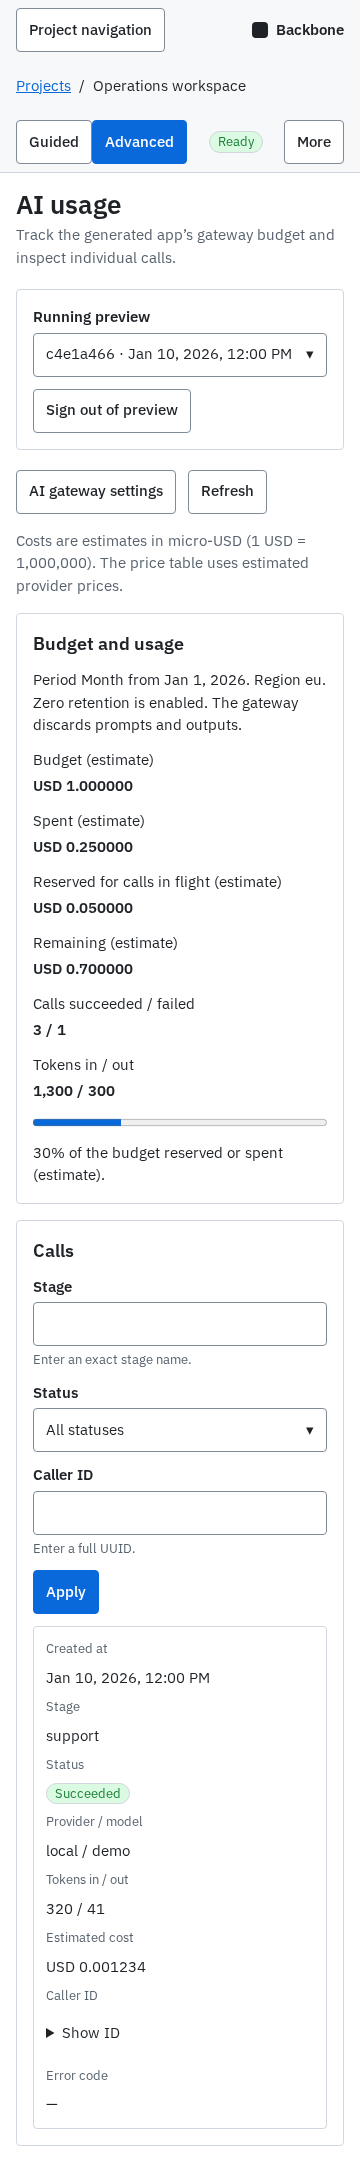 Project navigation
Backbone
Projects / Operations workspace
Guided
Advanced
Ready
More
AI usage
Track the generated app’s gateway budget and
inspect individual calls.
Running preview
c4e1a466 · Jan 10, 2026, 12:00 PM ▾
Sign out of preview
AI gateway settings
Refresh
Costs are estimates in micro-USD (1 USD =
1,000,000). The price table uses estimated
provider prices.
Budget and usage
Period Month from Jan 1, 2026. Region eu.
Zero retention is enabled. The gateway
discards prompts and outputs.
Budget (estimate)
USD 1.000000
Spent (estimate)
USD 0.250000
Reserved for calls in flight (estimate)
USD 0.050000
Remaining (estimate)
USD 0.700000
Calls succeeded / failed
3 / 1
Tokens in / out
1,300 / 300
30% of the budget reserved or spent
(estimate).
Calls
Stage
Enter an exact stage name.
Status
All statuses ▾
Caller ID
Enter a full UUID.
Apply
Created at
Jan 10, 2026, 12:00 PM
Stage
support
Status
Succeeded
Provider / model
local / demo
Tokens in / out
320 / 41
Estimated cost
USD 0.001234
Caller ID
▶ Show ID
Error code
—